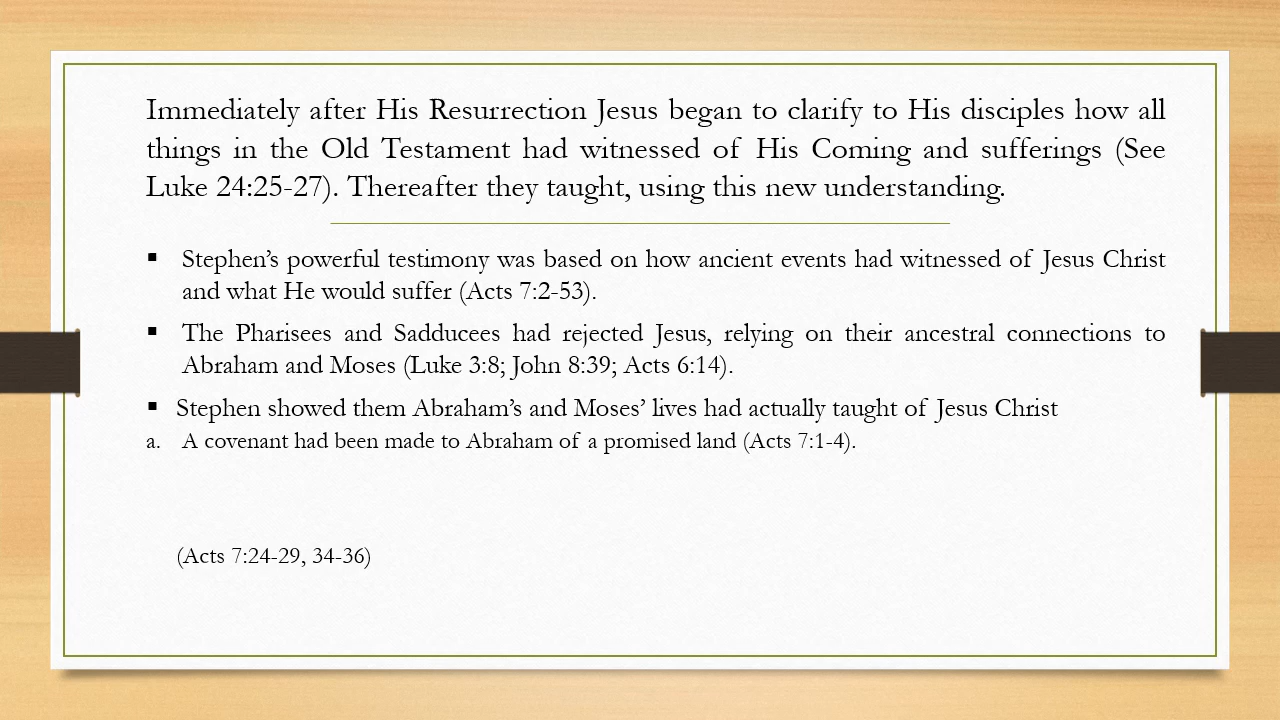 Immediately after His Resurrection Jesus began to clarify to His disciples how all
things in the Old Testament had witnessed of His Coming and sufferings (See
Luke 24:25-27). Thereafter they taught, using this new understanding.
▪ Stephen’s powerful testimony was based on how ancient events had witnessed of Jesus Christ
and what He would suffer (Acts 7:2-53).
▪ The Pharisees and Sadducees had rejected Jesus, relying on their ancestral connections to
Abraham and Moses (Luke 3:8; John 8:39; Acts 6:14).
▪ Stephen showed them Abraham’s and Moses’ lives had actually taught of Jesus Christ
a. A covenant had been made to Abraham of a promised land (Acts 7:1-4).
(Acts 7:24-29, 34-36)